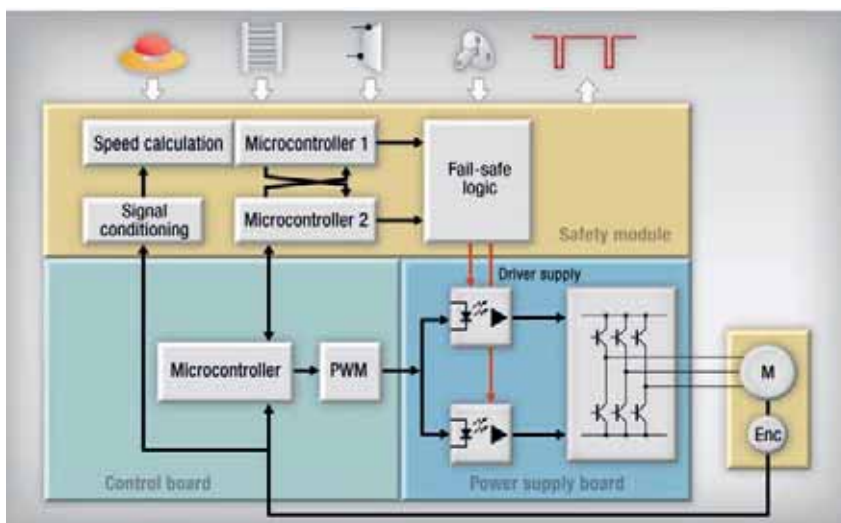 Speed calculation
Microcontroller 1
Fail-safe
logic
Signal
conditioning
Microcontroller 2
Safety module
Driver supply
Microcontroller
PWM
M
Enc
Control board
Power supply board